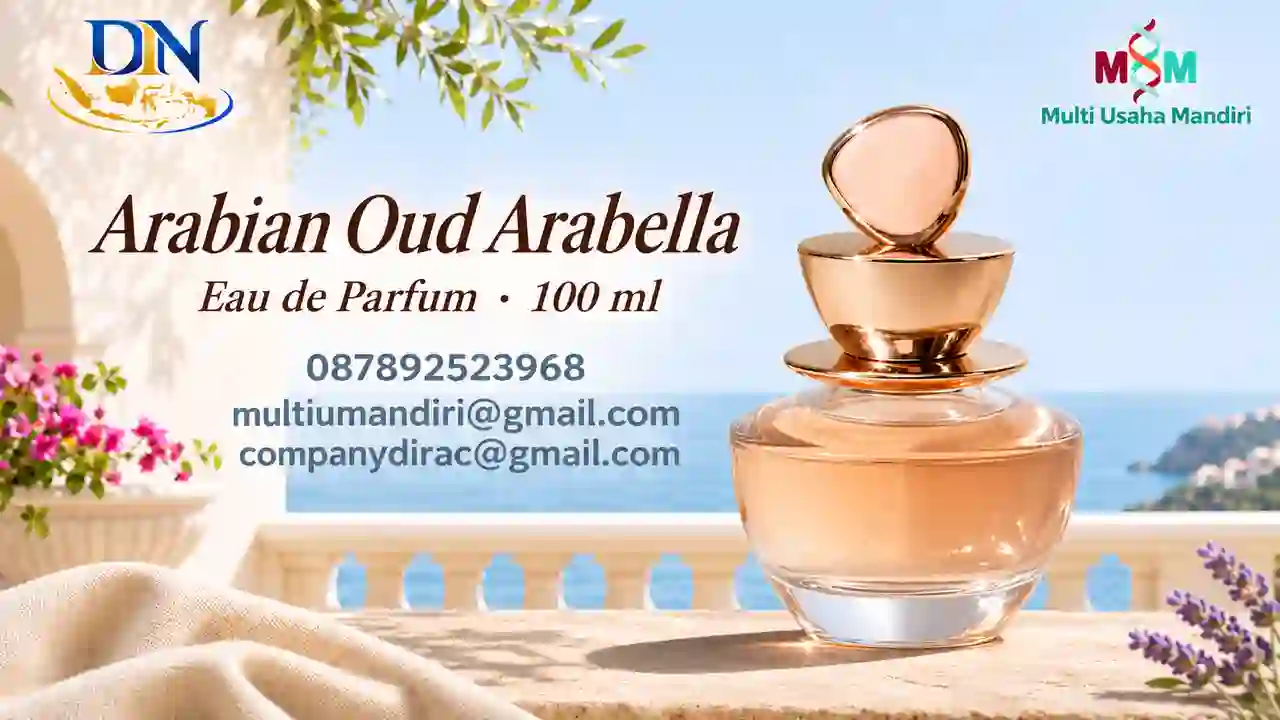 DIN
MSM
Multi Usaha Mandiri
Arabian Oud Arabella
Eau de Parfum • 100 ml
087892523968
multiumandiri@gmail.com
companydirac@gmail.com